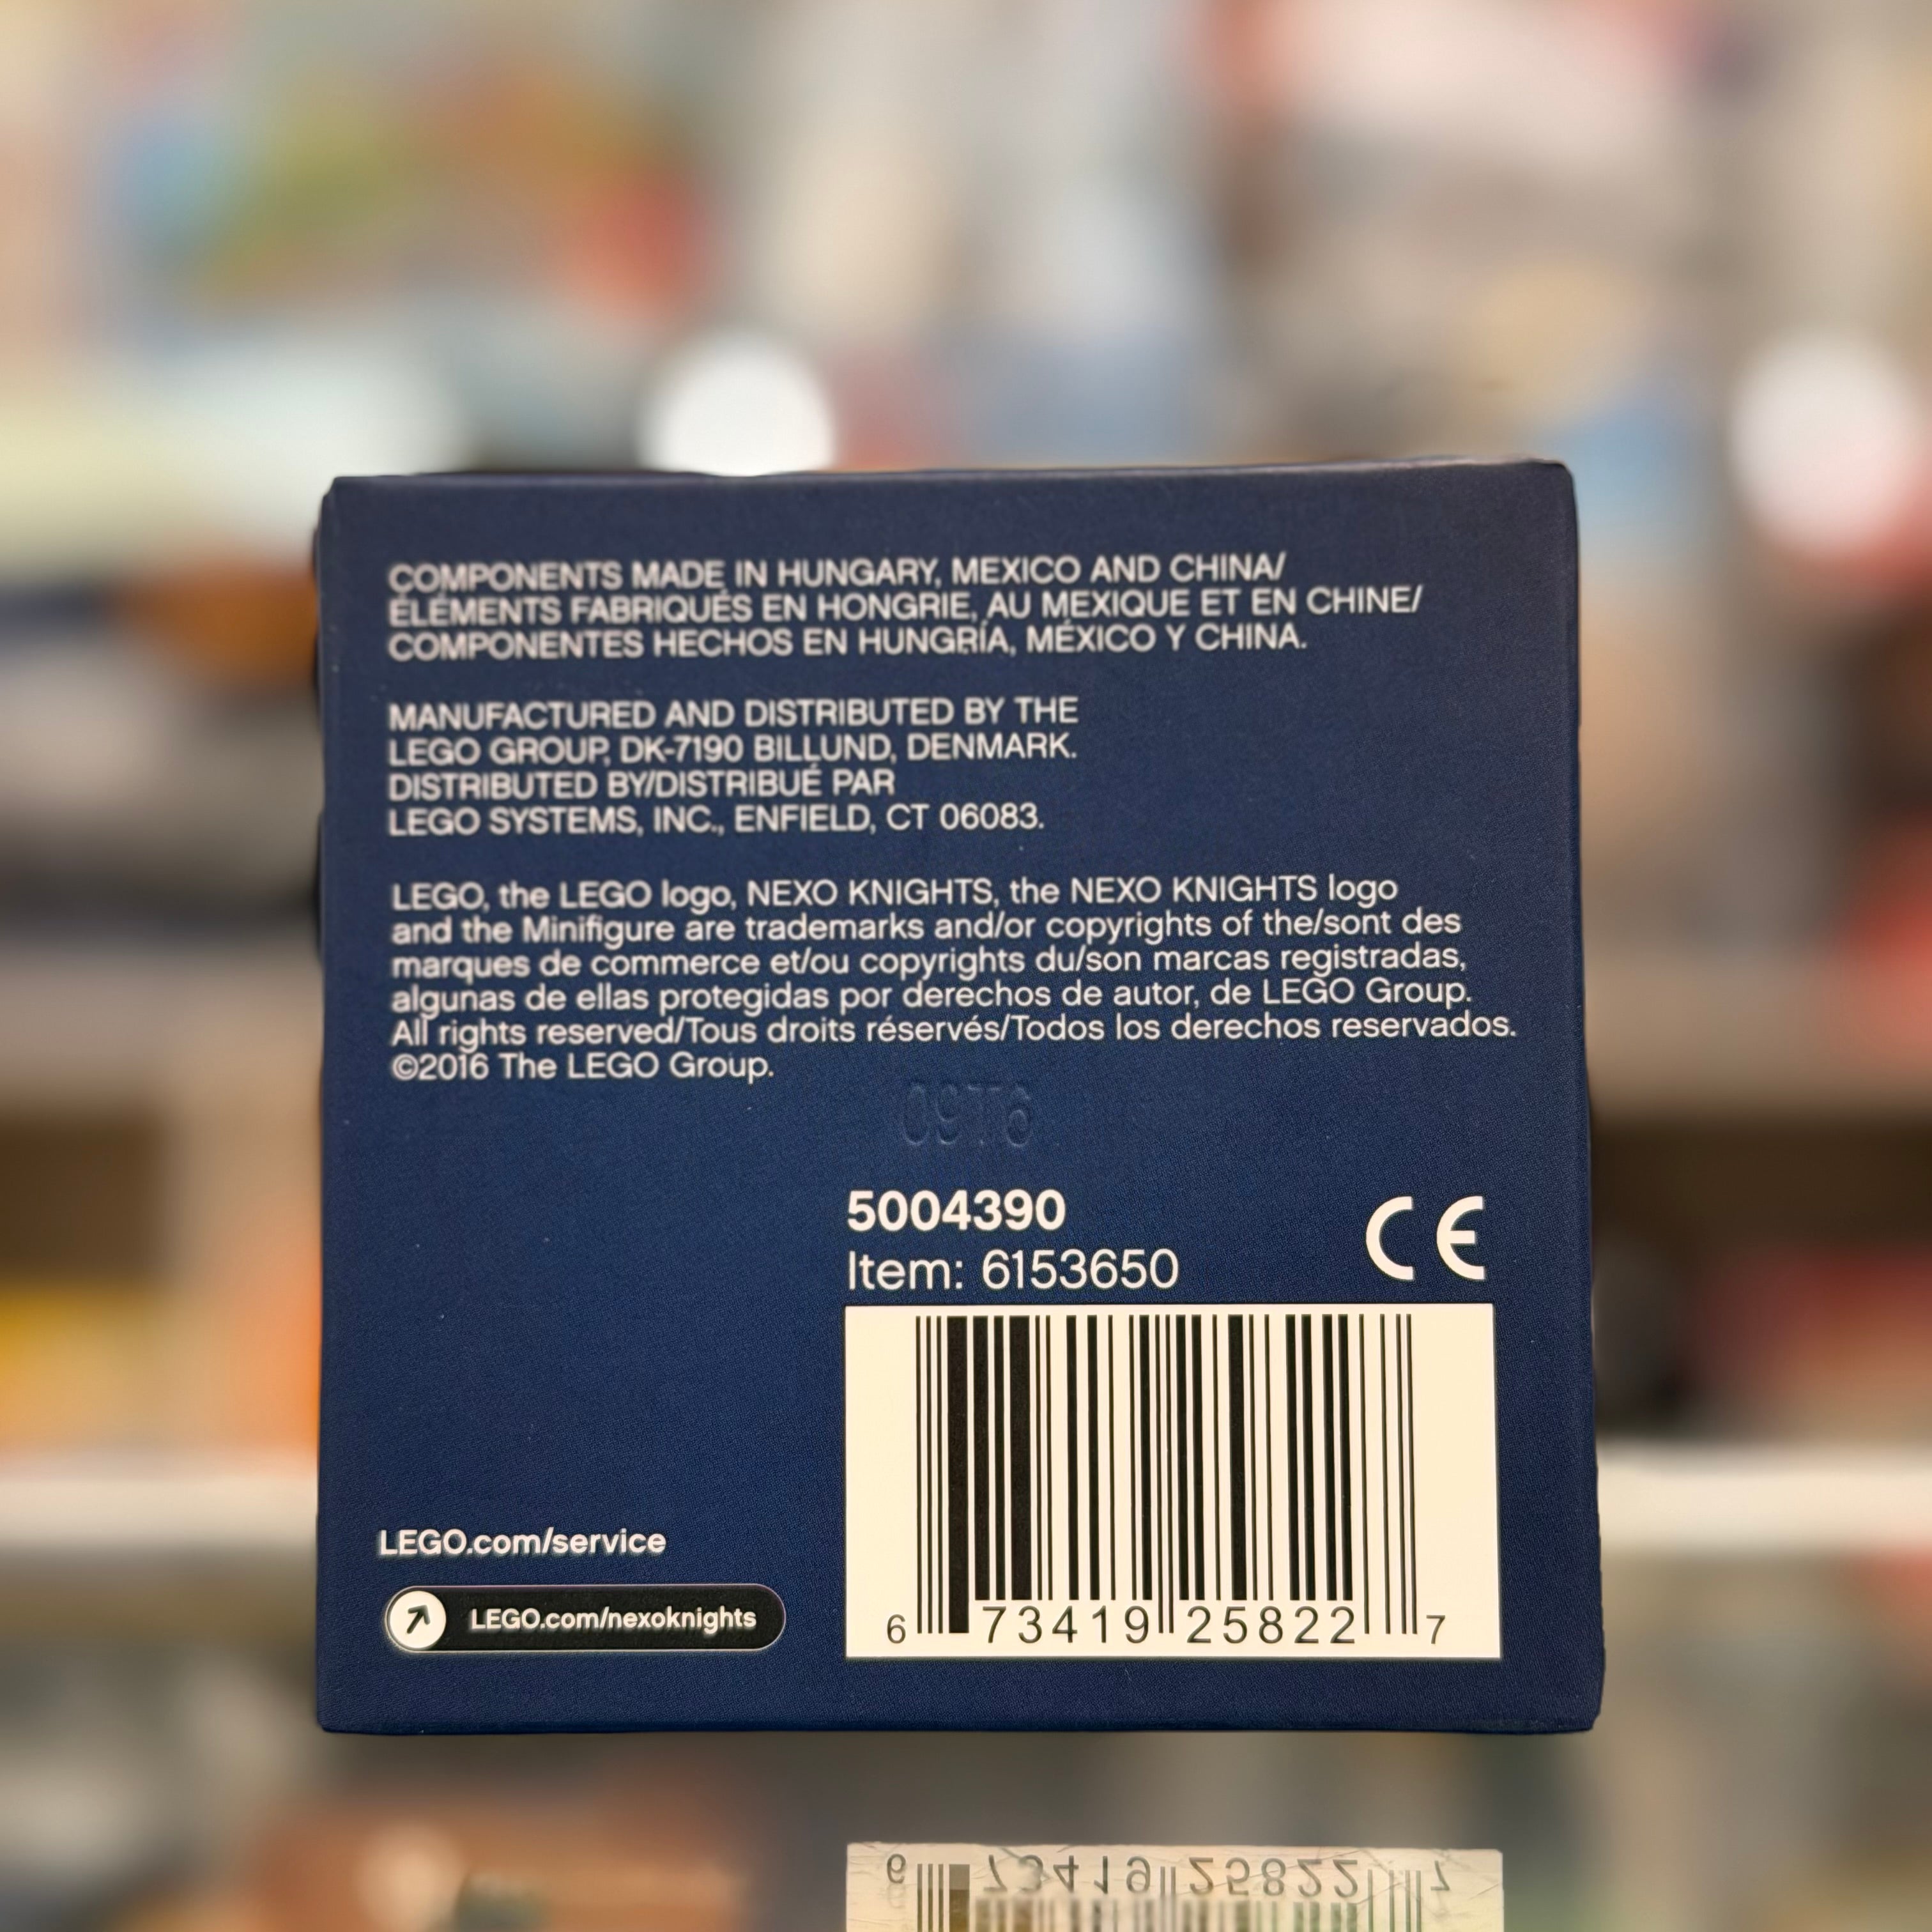 COMPONENTS MADE IN HUNGARY, MEXICO AND CHINA/
ÉLÉMENTS FABRIQUÉS EN HONGRIE, AU MEXIQUE ET EN CHINE/
COMPONENTES HECHOS EN HUNGRÍA, MÉXICO Y CHINA.
MANUFACTURED AND DISTRIBUTED BY THE
LEGO GROUP, DK-7190 BILLUND, DENMARK.
DISTRIBUTED BY/DISTRIBUÉ PAR
LEGO SYSTEMS, INC., ENFIELD, CT 06083.
LEGO, the LEGO logo, NEXO KNIGHTS, the NEXO KNIGHTS logo
and the Minifigure are trademarks and/or copyrights of the/sont des
marques de commerce et/ou copyrights du/son marcas registradas,
algunas de ellas protegidas por derechos de autor, de LEGO Group.
All rights reserved/Tous droits réservés/Todos los derechos reservados.
©2016 The LEGO Group.
09T6
5004390
Item: 6153650
CE
6 73419 25822 7
LEGO.com/service
LEGO.com/nexoknights
6 73419 25822 7